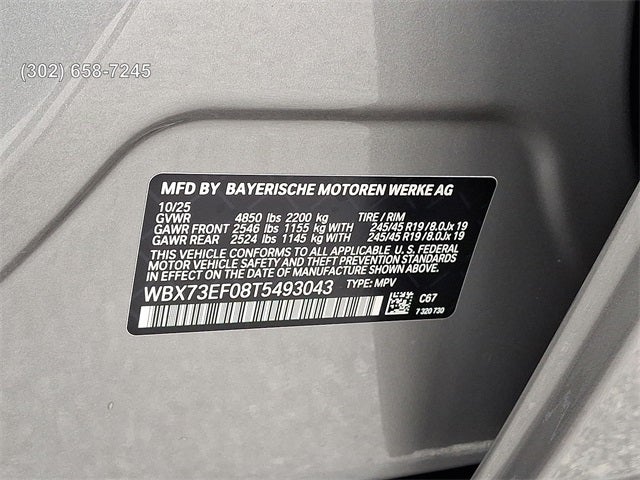 (302) 658-7245
MFD BY BAYERISCHE MOTOREN WERKE AG
10/25
GVWR 4850 lbs 2200 kg TIRE / RIM
GAWR FRONT 2546 lbs 1155 kg WITH 245/45 R19 / 8.0Jx 19
GAWR REAR 2524 lbs 1145 kg WITH 245/45 R19 / 8.0Jx 19
THIS VEHICLE CONFORMS TO ALL APPLICABLE U. S. FEDERAL
MOTOR VEHICLE SAFETY AND THEFT PREVENTION STANDARDS
IN EFFECT ON THE DATE OF MANUFACTURE SHOWN ABOVE.
WBX73EF08T5493043 TYPE: MPV
C67
7 320 730